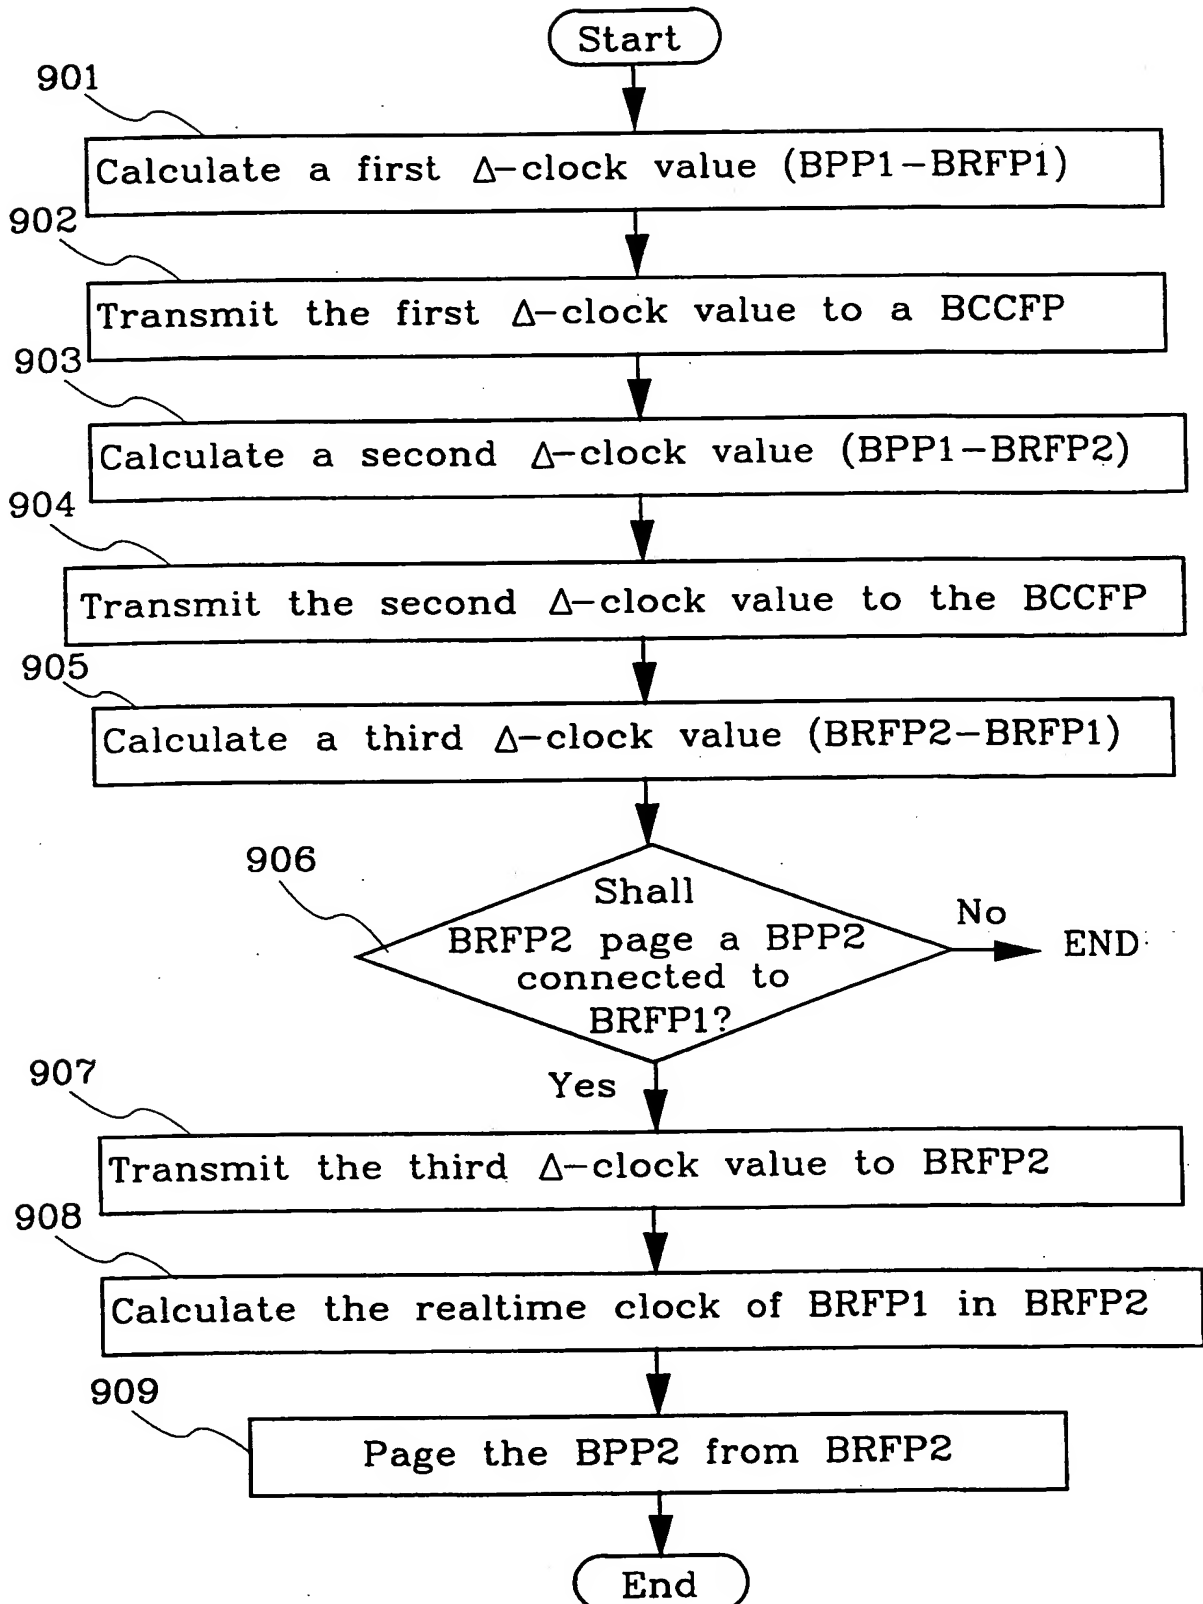 Start
901
Calculate a first Δ-clock value (BPP1-BRFP1)
902
Transmit the first Δ-clock value to a BCCFP
903
Calculate a second Δ-clock value (BPP1-BRFP2)
904
Transmit the second Δ-clock value to the BCCFP
905
Calculate a third Δ-clock value (BRFP2-BRFP1)
906
Shall
BRFP2 page a BPP2
connected to
BRFP1?
No
END
Yes
907
Transmit the third Δ-clock value to BRFP2
908
Calculate the realtime clock of BRFP1 in BRFP2
909
Page the BPP2 from BRFP2
End